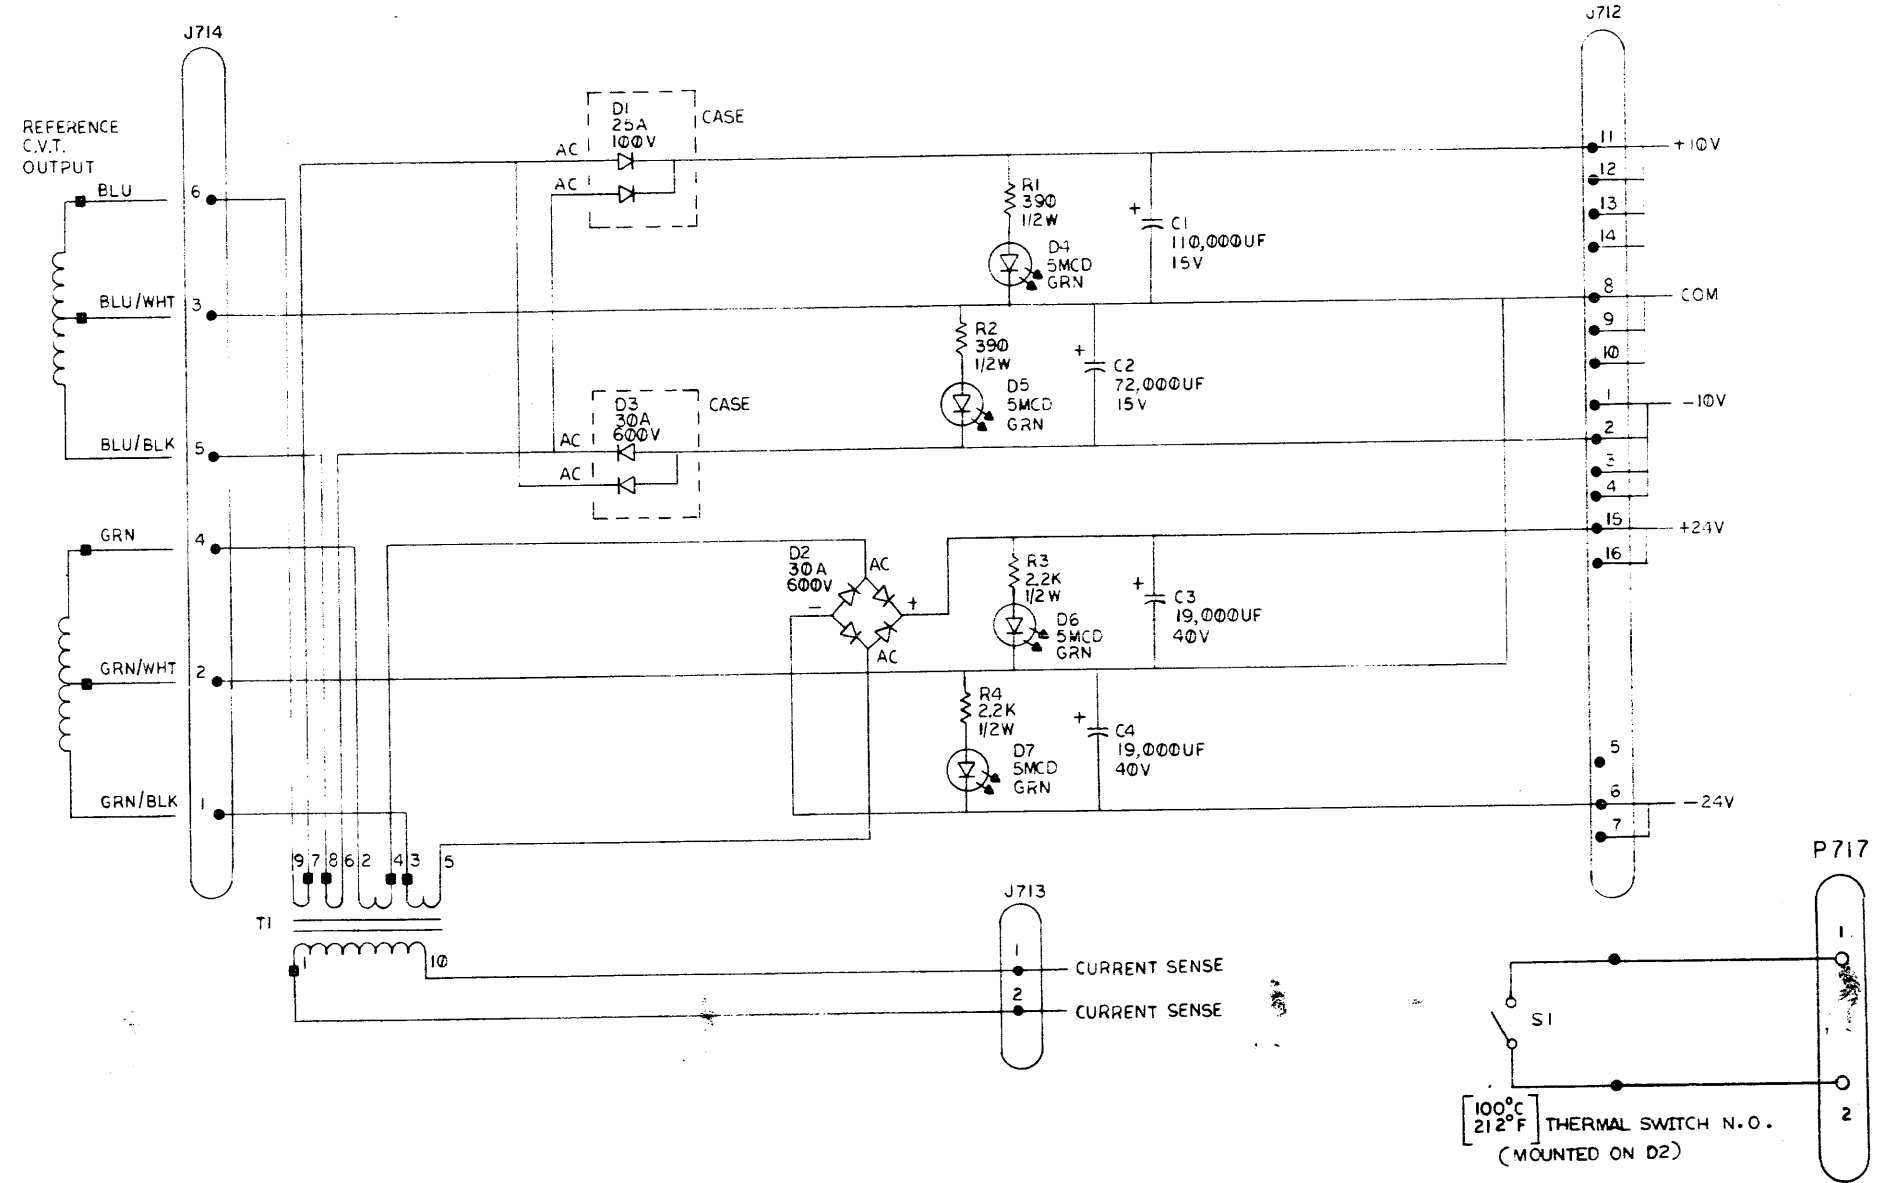 J714
J712
REFERENCE
C.V.T.
OUTPUT
BLU
6
BLU/WHT
3
BLU/BLK
5
GRN
4
GRN/WHT
2
GRN/BLK
1
D1
25A
100V
CASE
AC
AC
R1
390
1/2W
D4
5MCD
GRN
+
C1
110,000UF
15V
R2
390
1/2W
D5
5MCD
GRN
+
C2
72,000UF
15V
D3
30A
600V
CASE
AC
AC
D2
30A
600V
AC
-
+
AC
R3
2.2K
1/2W
D6
5MCD
GRN
+
C3
19,000UF
40V
R4
2.2K
1/2W
D7
5MCD
GRN
+
C4
19,000UF
40V
11
+10V
12
13
14
8
COM
9
10
1
-10V
2
3
4
15
+24V
16
5
6
-24V
7
9 7 8 6 2 4 3 5
T1
1
10
J713
1
CURRENT SENSE
2
CURRENT SENSE
P717
1
S1
2
[100°C
212°F] THERMAL SWITCH N.O.
(MOUNTED ON D2)